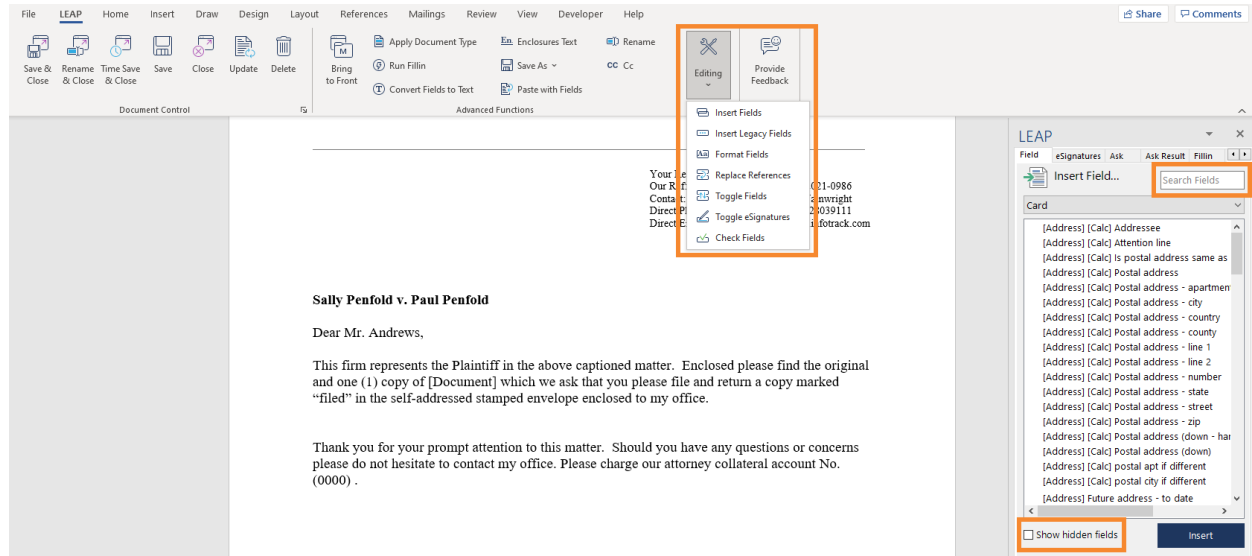 File LEAP Home Insert Draw Design Layout References Mailings Review View Developer Help Share Comments
Save & Close
Rename & Close
Time Save & Close
Save
Close
Update
Delete
Document Control
Bring to Front
Apply Document Type
Run Fillin
Convert Fields to Text
En Enclosures Text
Save As
Paste with Fields
Rename
CC Cc
Advanced Functions
Editing
Provide Feedback
Insert Fields
Insert Legacy Fields
Format Fields
Replace References
Toggle Fields
Toggle eSignatures
Check Fields
Your
Our
021-0986
Contact:
Direct
28039111
Direct
infotrack.com
Sally Penfold v. Paul Penfold
Dear Mr. Andrews,
This firm represents the Plaintiff in the above captioned matter. Enclosed please find the original
and one (1) copy of [Document] which we ask that you please file and return a copy marked
“filed” in the self-addressed stamped envelope enclosed to my office.
Thank you for your prompt attention to this matter. Should you have any questions or concerns
please do not hesitate to contact my office. Please charge our attorney collateral account No.
(0000) .
LEAP
Field eSignatures Ask Ask Result Fillin
Insert Field...
Search Fields
Card
[Address] [Calc] Addressee
[Address] [Calc] Attention line
[Address] [Calc] Is postal address same as
[Address] [Calc] Postal address
[Address] [Calc] Postal address - apartmen
[Address] [Calc] Postal address - city
[Address] [Calc] Postal address - country
[Address] [Calc] Postal address - county
[Address] [Calc] Postal address - line 1
[Address] [Calc] Postal address - line 2
[Address] [Calc] Postal address - number
[Address] [Calc] Postal address - state
[Address] [Calc] Postal address - street
[Address] [Calc] Postal address - zip
[Address] [Calc] Postal address (down - har
[Address] [Calc] Postal address (down)
[Address] [Calc] postal apt if different
[Address] [Calc] postal city if different
[Address] Future address - to date
Show hidden fields
Insert